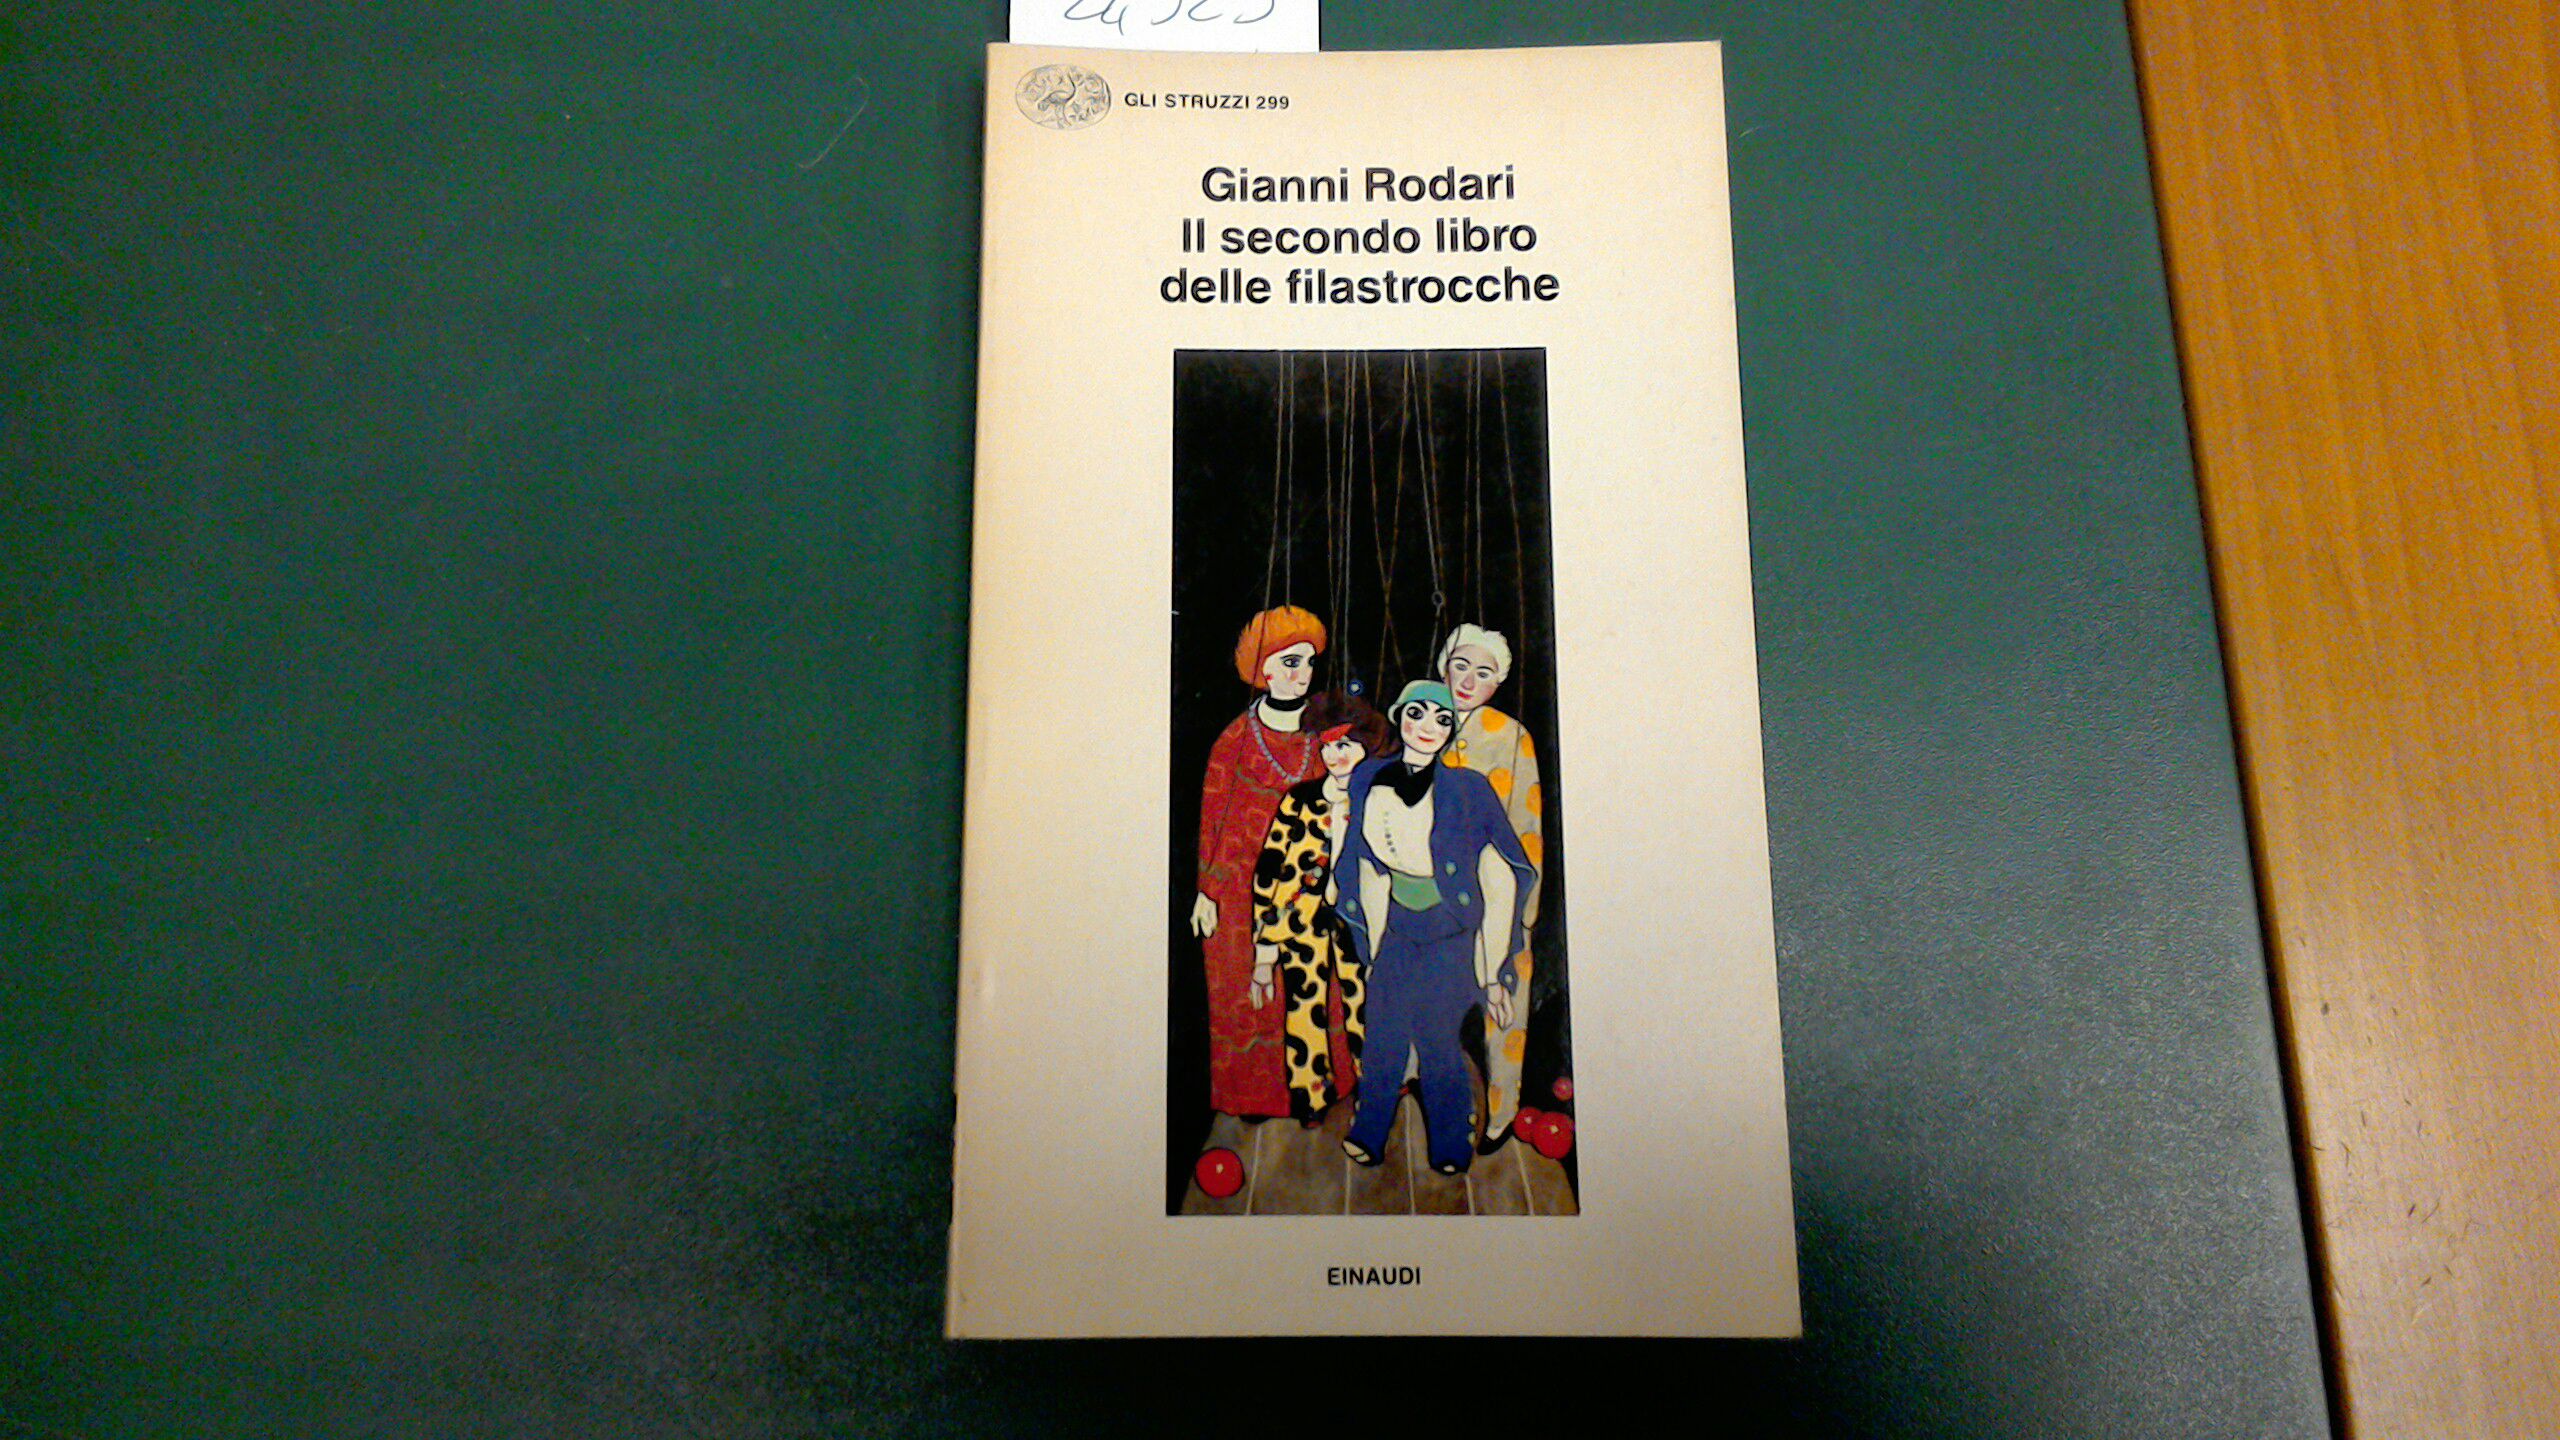 GLI STRUZZI 299
Gianni Rodari
Il secondo libro
delle filastrocche
EINAUDI